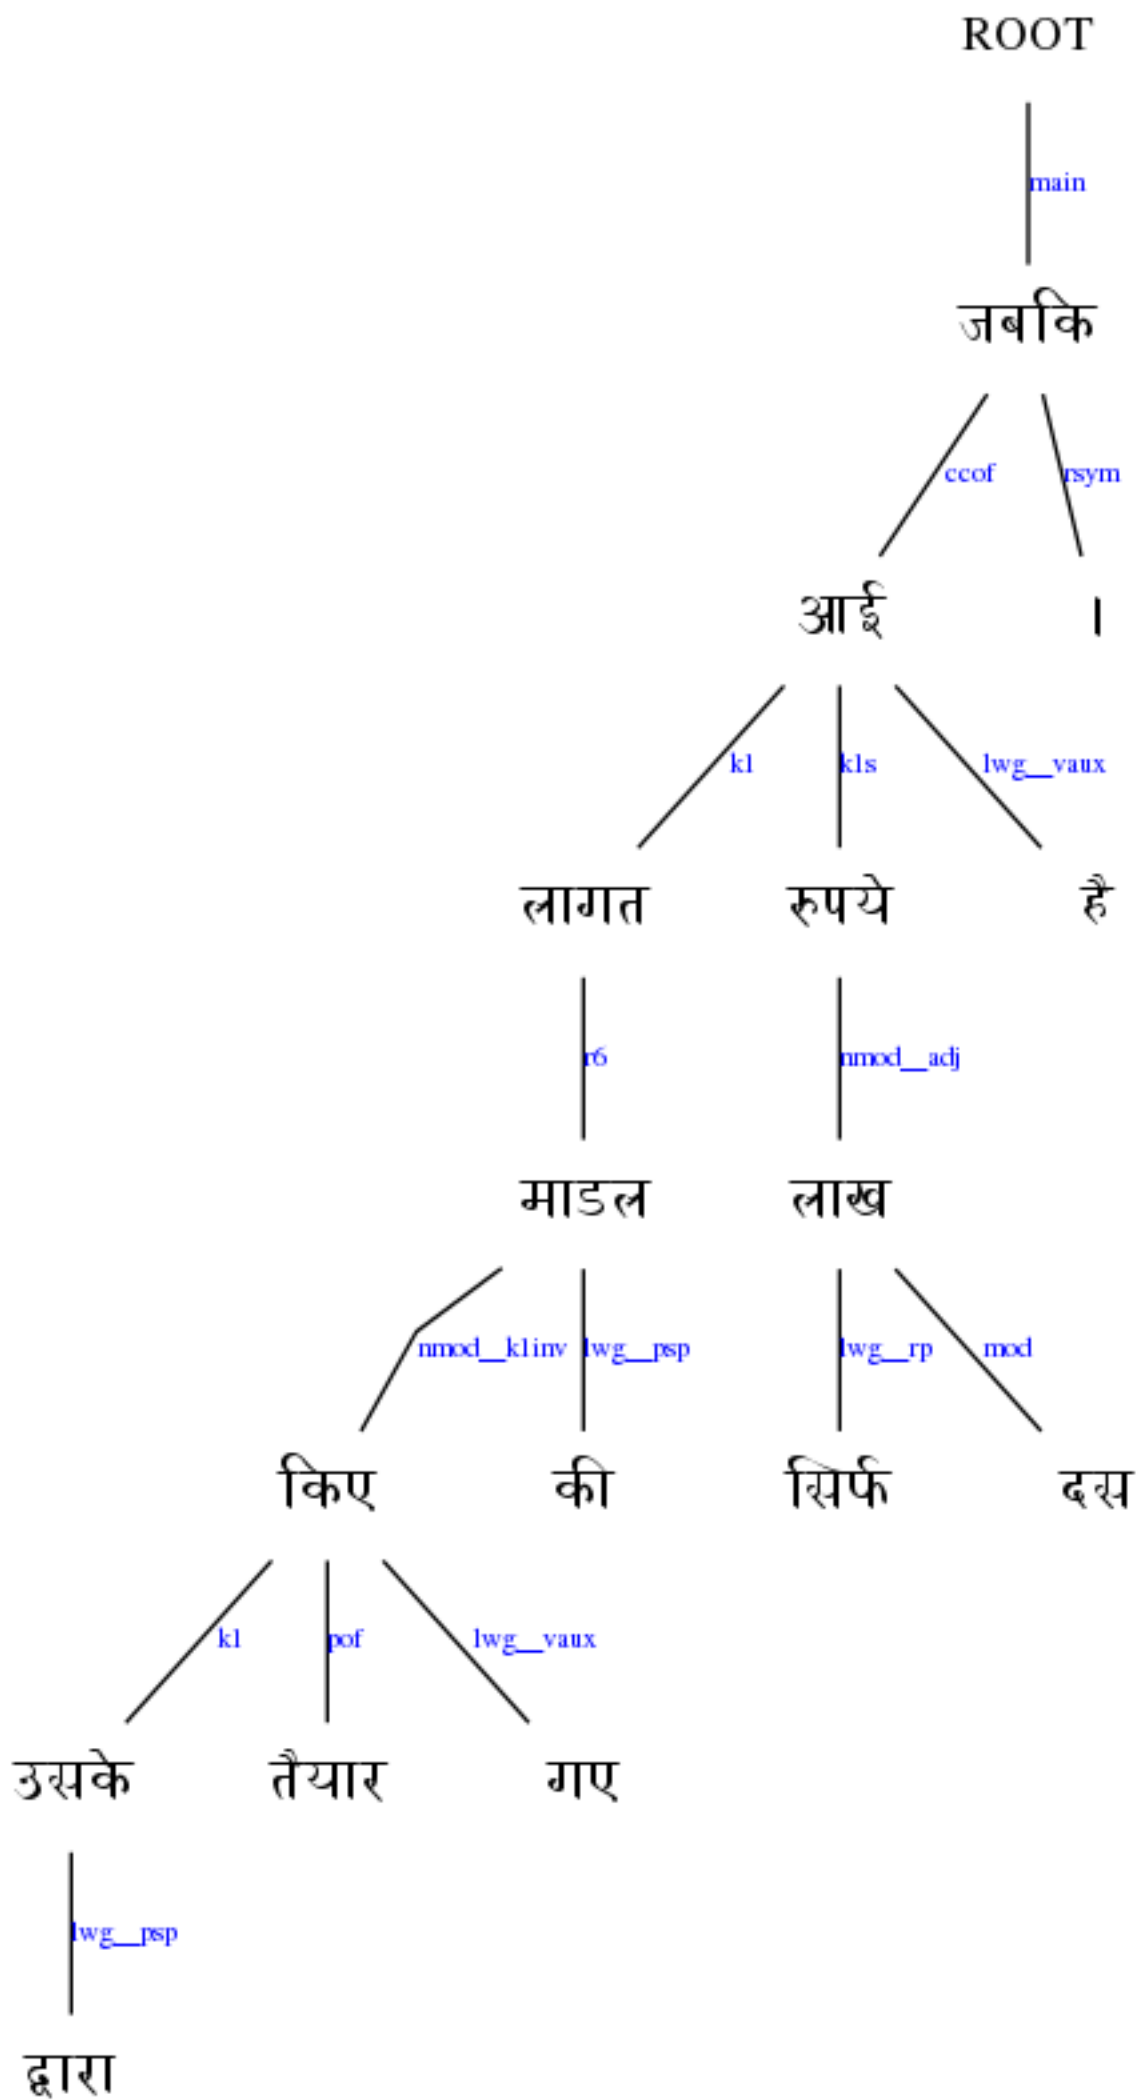 ROOT
main
जबकि
ccof rsym
आई ।
k1 k1s lwg__vaux
लागत रुपये है
r6 nmod__adj
माडल लाख
nmod__k1inv lwg__psp lwg__rp mod
किए की सिर्फ दस
k1 pof lwg__vaux
उसके तैयार गए
lwg__psp
द्वारा